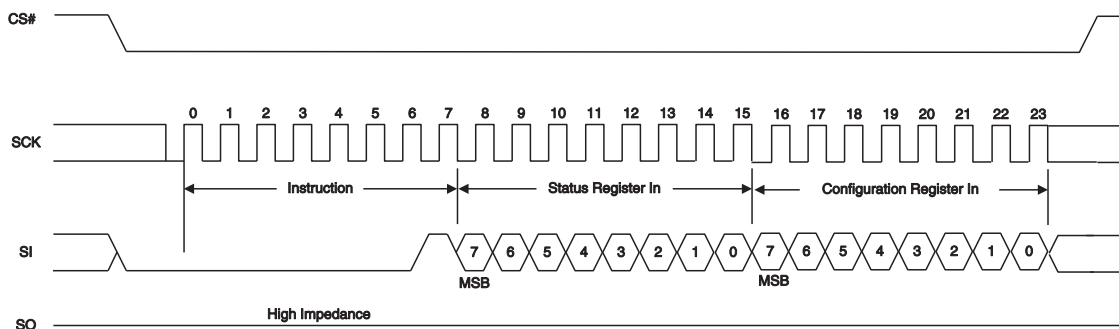 CS#
0 1 2 3 4 5 6 7 8 9 10 11 12 13 14 15 16 17 18 19 20 21 22 23
SCK
Instruction Status Register In Configuration Register In
SI 7 6 5 4 3 2 1 0 7 6 5 4 3 2 1 0
MSB MSB
High Impedance
SO